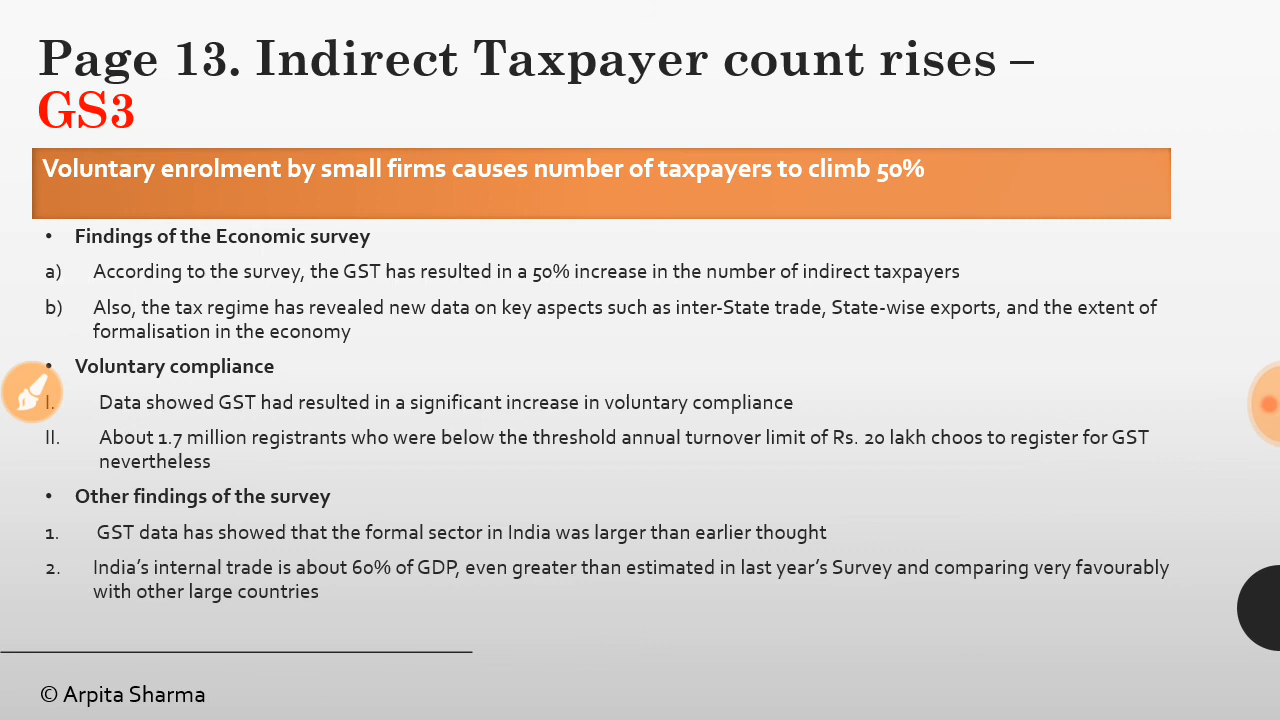 Page 13. Indirect Taxpayer count rises –
GS3
Voluntary enrolment by small firms causes number of taxpayers to climb 50%
• Findings of the Economic survey
a) According to the survey, the GST has resulted in a 50% increase in the number of indirect taxpayers
b) Also, the tax regime has revealed new data on key aspects such as inter-State trade, State-wise exports, and the extent of
formalisation in the economy
• Voluntary compliance
I. Data showed GST had resulted in a significant increase in voluntary compliance
II. About 1.7 million registrants who were below the threshold annual turnover limit of Rs. 20 lakh choos to register for GST
nevertheless
• Other findings of the survey
1. GST data has showed that the formal sector in India was larger than earlier thought
2. India’s internal trade is about 60% of GDP, even greater than estimated in last year’s Survey and comparing very favourably
with other large countries
© Arpita Sharma